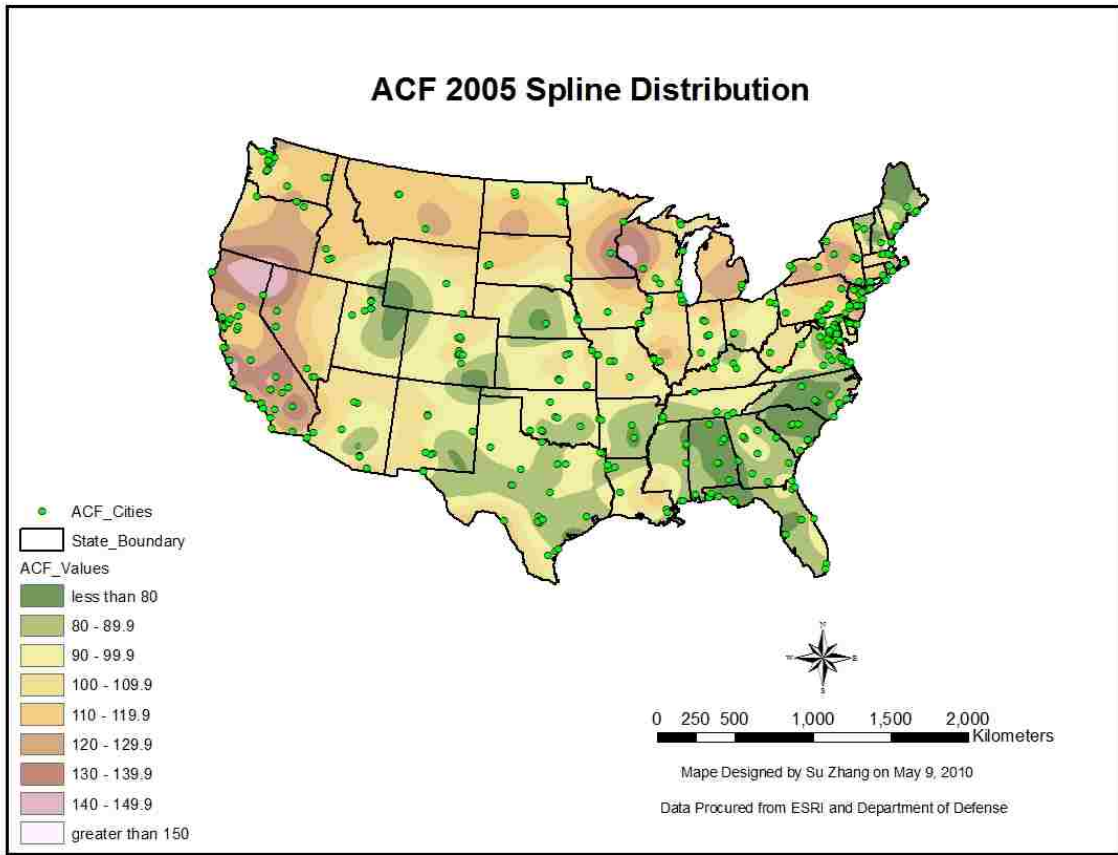 ACF 2005 Spline Distribution
ACF_Cities
State_Boundary
ACF_Values
less than 80
80 - 89.9
90 - 99.9
100 - 109.9
110 - 119.9
120 - 129.9
130 - 139.9
140 - 149.9
greater than 150
N
W E
S
0 250 500 1,000 1,500 2,000
Kilometers
Mape Designed by Su Zhang on May 9, 2010
Data Procured from ESRI and Department of Defense